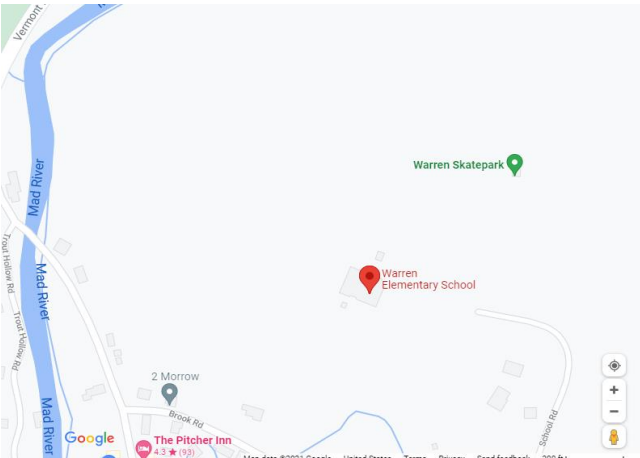 Vermont
Mad River
Warren Skatepark
Trout Hollow Rd
Mad River
Warren
Elementary School
Trout Hollow Rd
2 Morrow
Mad River
Brook Rd
School Rd
Google
The Pitcher Inn
4.3 ★ (93)